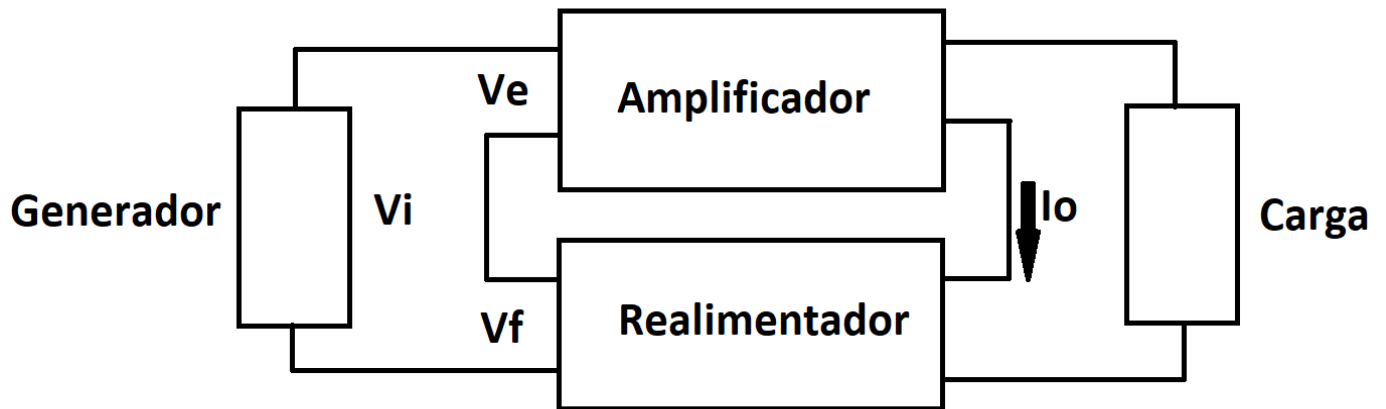 Ve
Amplificador
Generador
Vi
Io
Carga
Vf
Realimentador